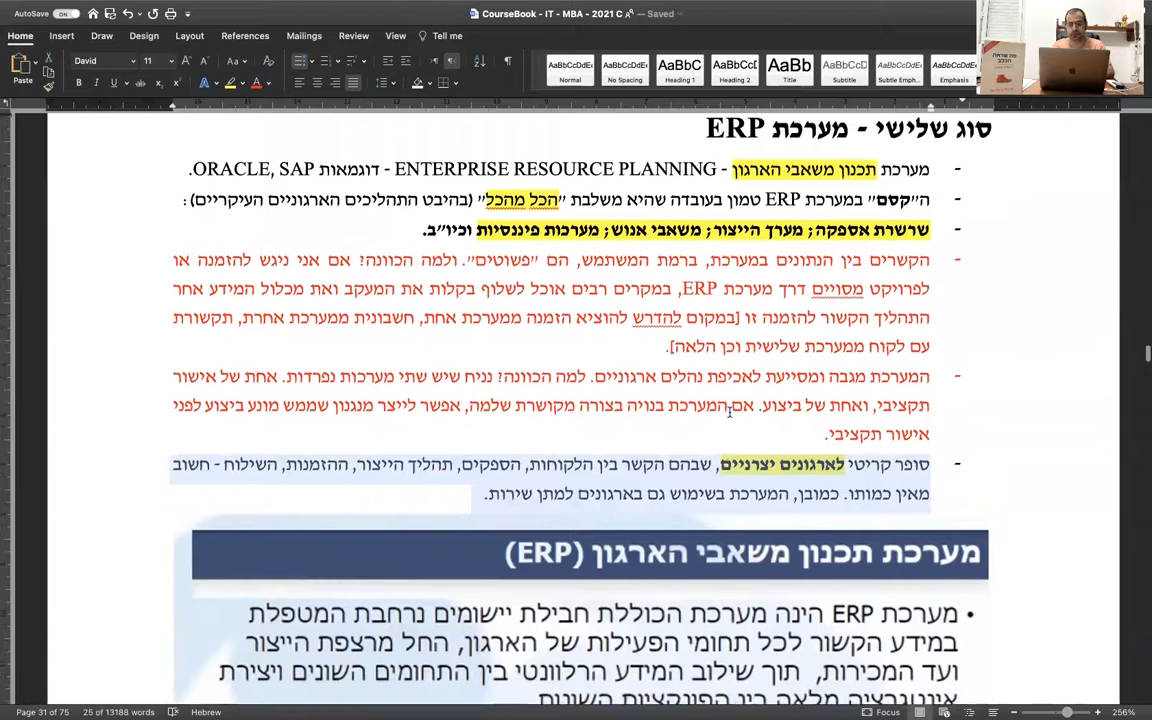 AutoSave ON CourseBook - IT - MBA - 2021 C — Saved
Home Insert Draw Design Layout References Mailings Review View Tell me
Paste David 11 AaBbCcDdEe AaBbCcDdEe AaBbC AaBbCcD AaBb AaBbCcDdE AaBbCcDdEe AaBbCcDdEe
Normal No Spacing Heading 1 Heading 2 Title Subtitle Subtle Emph... Emphasis
סוג שלישי - מערכת ERP
- מערכת תכנון משאבי הארגון - ENTERPRISE RESOURCE PLANNING - דוגמאות ORACLE, SAP.
- ה"קסם" במערכת ERP טמון בעובדה שהיא משלבת "הכל מהכל" (בהיבט התהליכים הארגוניים העיקריים):
- שרשרת אספקה; מערך הייצור; משאבי אנוש; מערכות פיננסיות וכיו"ב.
- הקשרים בין הנתונים במערכת, ברמת המשתמש, הם "פשוטים". ולמה הכוונה? אם אני ניגש להזמנה או
לפרויקט מסויים דרך מערכת ERP, במקרים רבים אוכל לשלוף בקלות את המעקב ואת מכלול המידע אחר
התהליך הקשור להזמנה זו [במקום להדרש להוציא הזמנה ממערכת אחת, חשבונית ממערכת אחרת, תקשורת
עם לקוח ממערכת שלישית וכן הלאה].
- המערכת מגבה ומסייעת לאכיפת נהלים ארגוניים. למה הכוונה? נניח שיש שתי מערכות נפרדות. אחת של אישור
תקציבי, ואחת של ביצוע. אם המערכת בנויה בצורה מקושרת שלמה, אפשר לייצר מנגנון שממש מונע ביצוע לפני
אישור תקציבי.
- סופר קריטי לארגונים יצרניים, שבהם הקשר בין הלקוחות, הספקים, תהליך הייצור, ההזמנות, השילוח - חשוב
מאין כמותו. כמובן, המערכת בשימוש גם בארגונים למתן שירות.
מערכת תכנון משאבי הארגון (ERP)
• מערכת ERP הינה מערכת הכוללת חבילת יישומים נרחבת המטפלת
במידע הקשור לכל תחומי הפעילות של הארגון, החל מרצפת הייצור
ועד המכירות, תוך שילוב המידע הרלוונטי בין התחומים השונים ויצירת
אינטגרציה מלאה בין הפונקציות השונות
Page 31 of 75 25 of 13188 words Hebrew Focus 256%